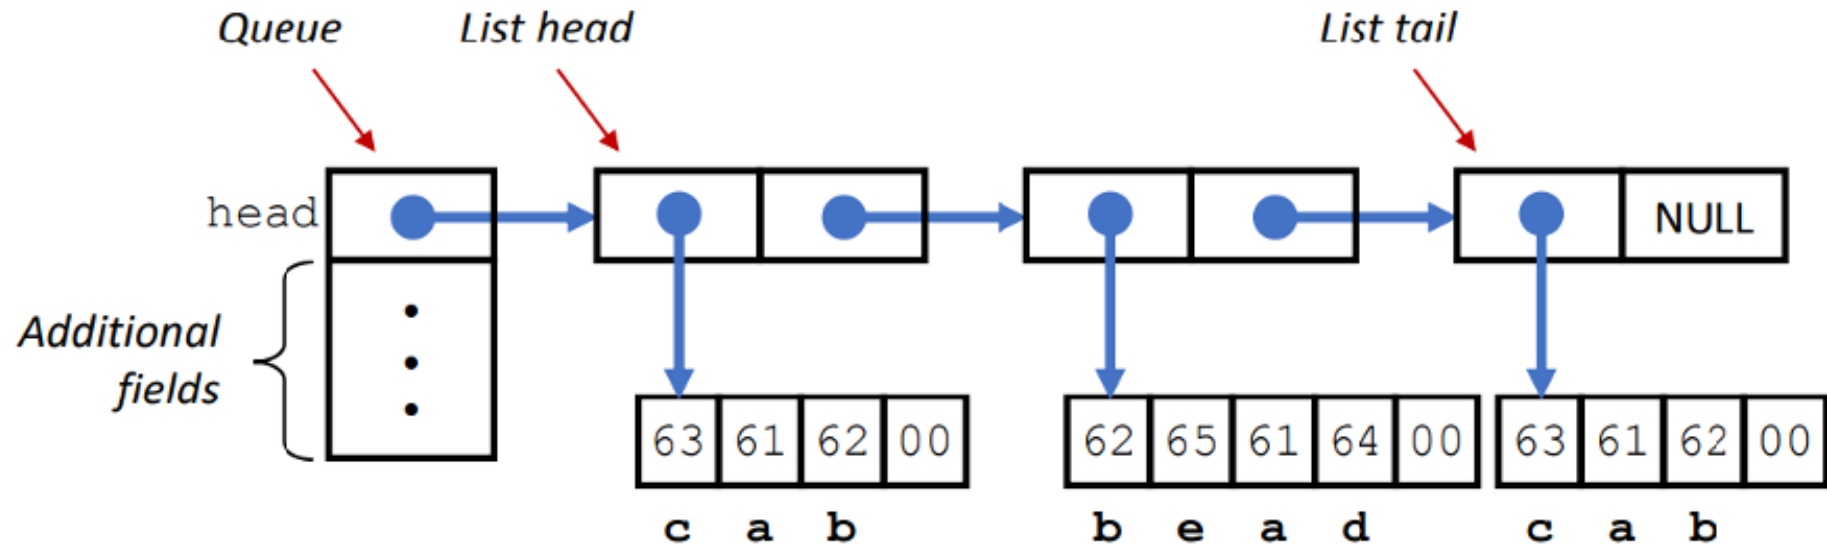 Queue List head List tail
head NULL
Additional
fields
63 61 62 00 62 65 61 64 00 63 61 62 00
c a b b e a d c a b